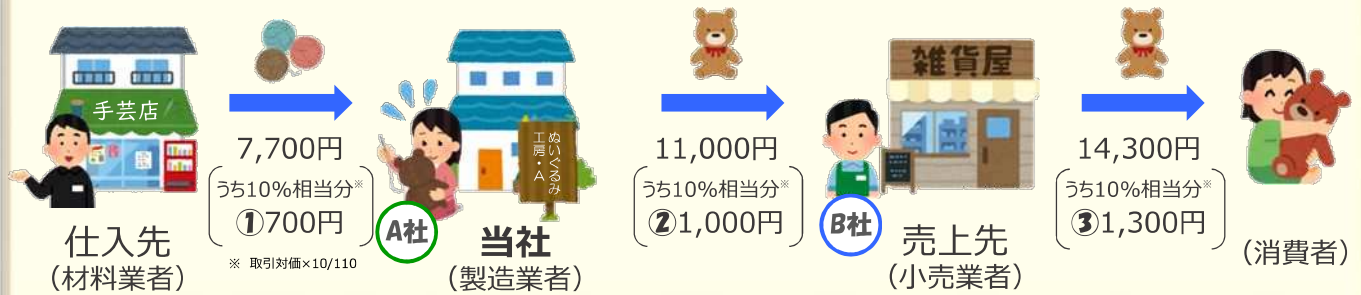 手芸店
7,700円
うち10%相当分※
①700円
※ 取引対価×10/110
仕入先
(材料業者)
ぬいぐるみ
工房・A
A社
当社
(製造業者)
11,000円
うち10%相当分※
②1,000円
雑貨屋
B社
売上先
(小売業者)
14,300円
うち10%相当分※
③1,300円
(消費者)